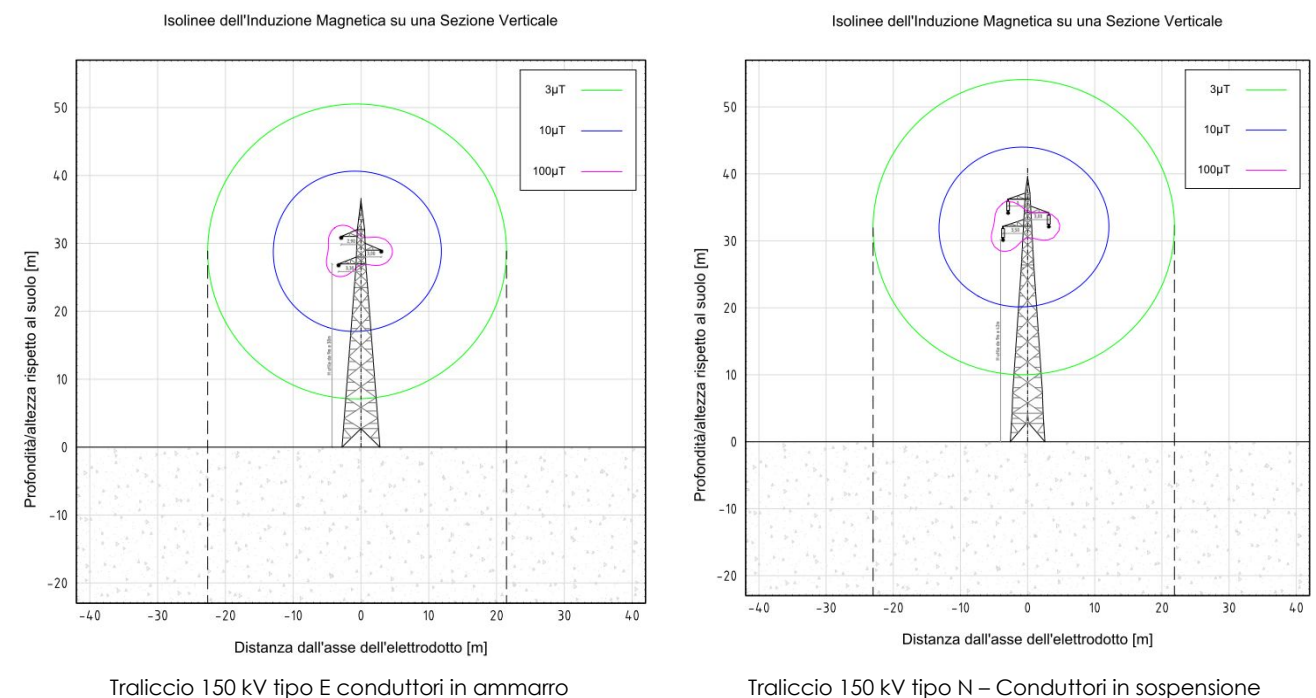 Isolinee dell'Induzione Magnetica su una Sezione Verticale
Profondità/altezza rispetto al suolo [m]
50
40
30
20
10
0
-10
-20
3µT
10µT
100µT
-40 -30 -20 -10 0 10 20 30 40
Distanza dall'asse dell'elettrodotto [m]
Traliccio 150 kV tipo E conduttori in ammarro
Isolinee dell'Induzione Magnetica su una Sezione Verticale
Profondità/altezza rispetto al suolo [m]
50
40
30
20
10
0
-10
-20
3µT
10µT
100µT
-40 -30 -20 -10 0 10 20 30 40
Distanza dall'asse dell'elettrodotto [m]
Traliccio 150 kV tipo N – Conduttori in sospensione